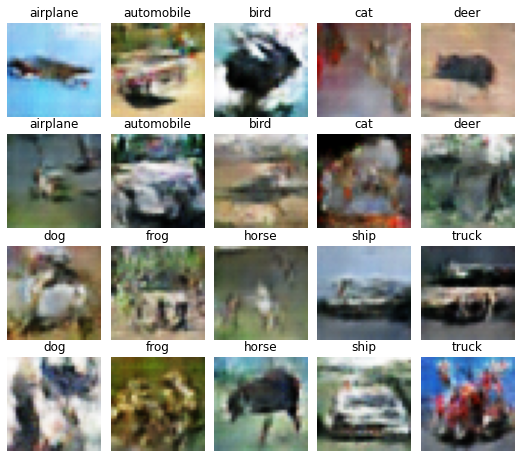 airplane automobile bird cat deer
airplane automobile bird cat deer
dog frog horse ship truck
dog frog horse ship truck